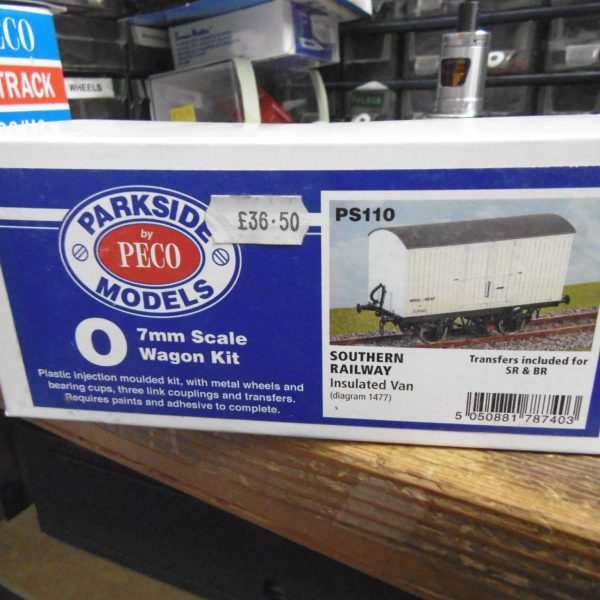 ECO
TRACK
WHEELS
PARKSIDE
by
PECO
MODELS
£36·50
O 7mm Scale
Wagon Kit
Plastic injection moulded kit, with metal wheels and
bearing cups, three link couplings and transfers.
Requires paints and adhesive to complete.
PS110
SOUTHERN
RAILWAY
Insulated Van
(diagram 1477)
Transfers included for
SR & BR
5 050881 787403